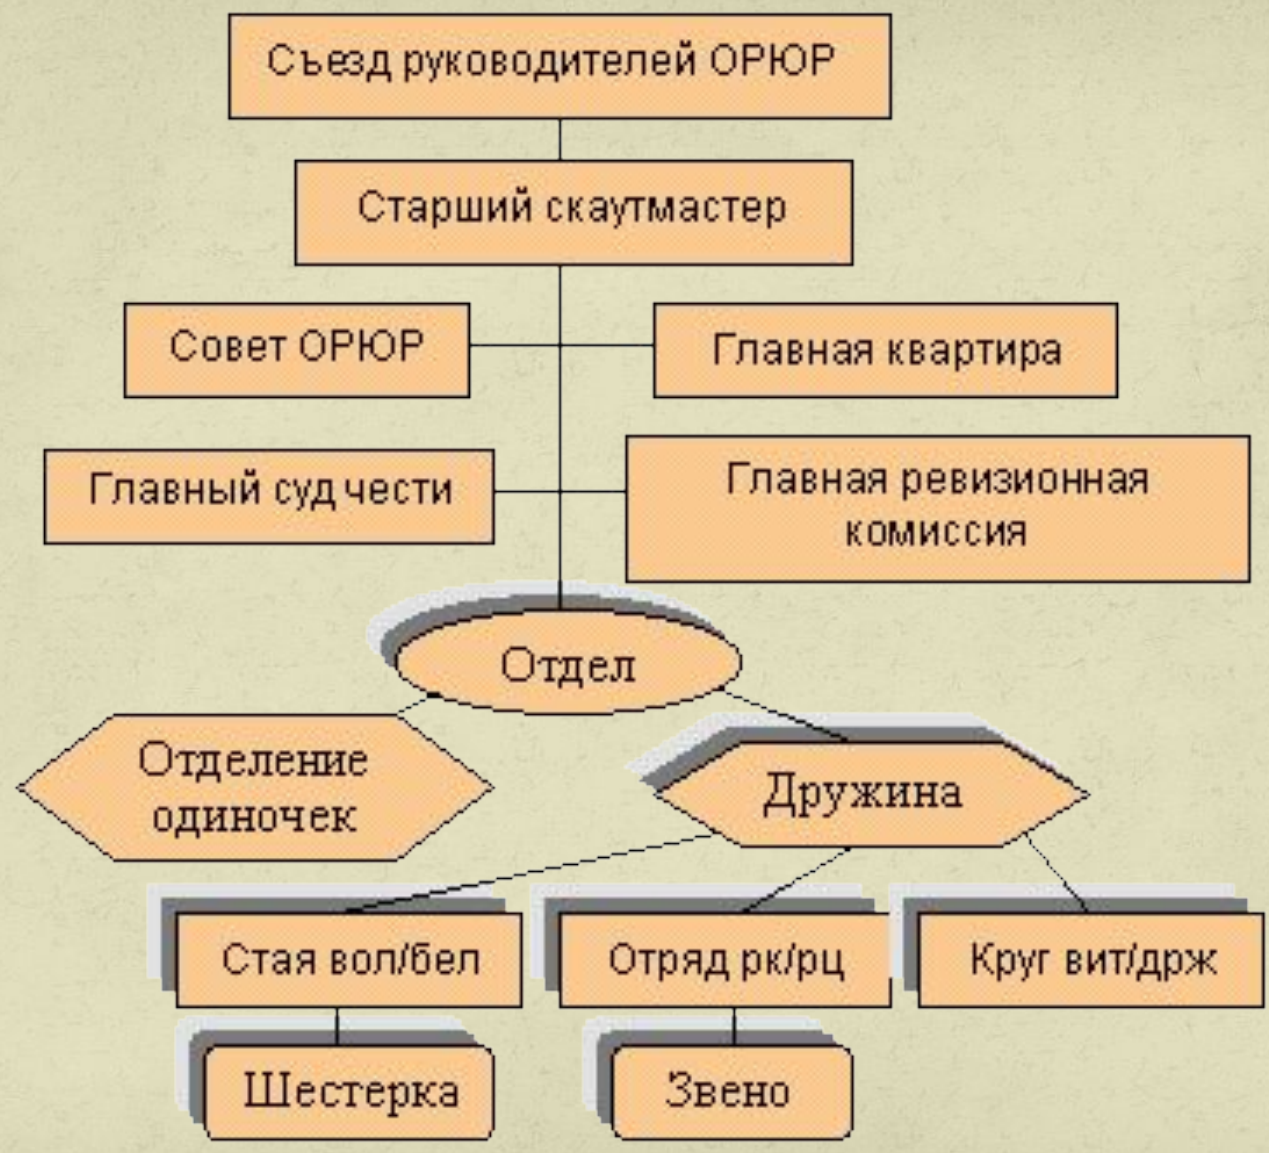 Съезд руководителей ОРЮР
Старший скаутмастер
Совет ОРЮР
Главная квартира
Главный суд чести
Главная ревизионная
комиссия
Отдел
Отделение
одиночек
Дружина
Стая вол/бел
Отряд рк/рц
Круг вит/држ
Шестерка
Звено